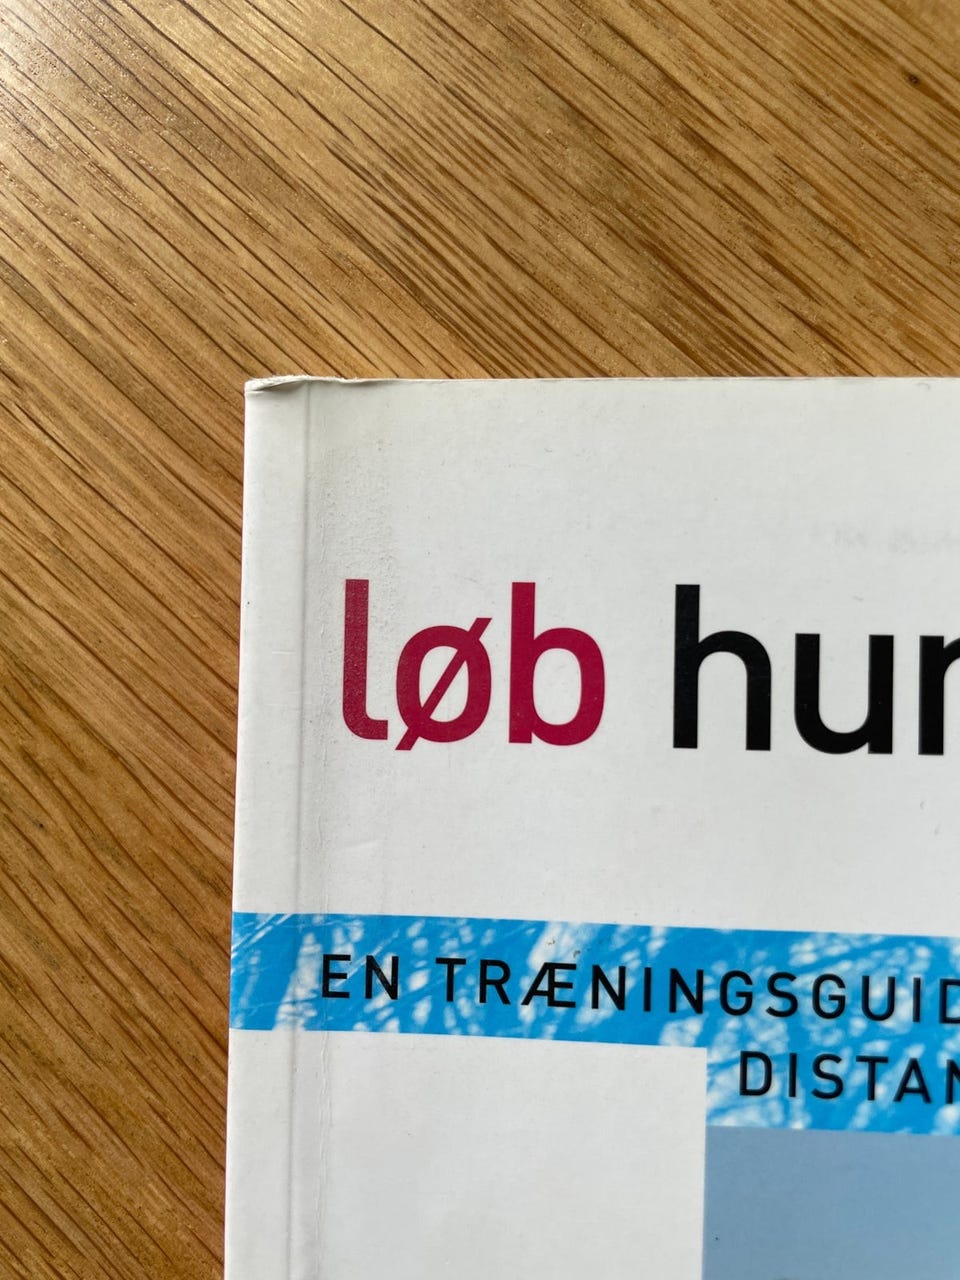 løb hur
EN TRÆNINGSGUID
DISTAN